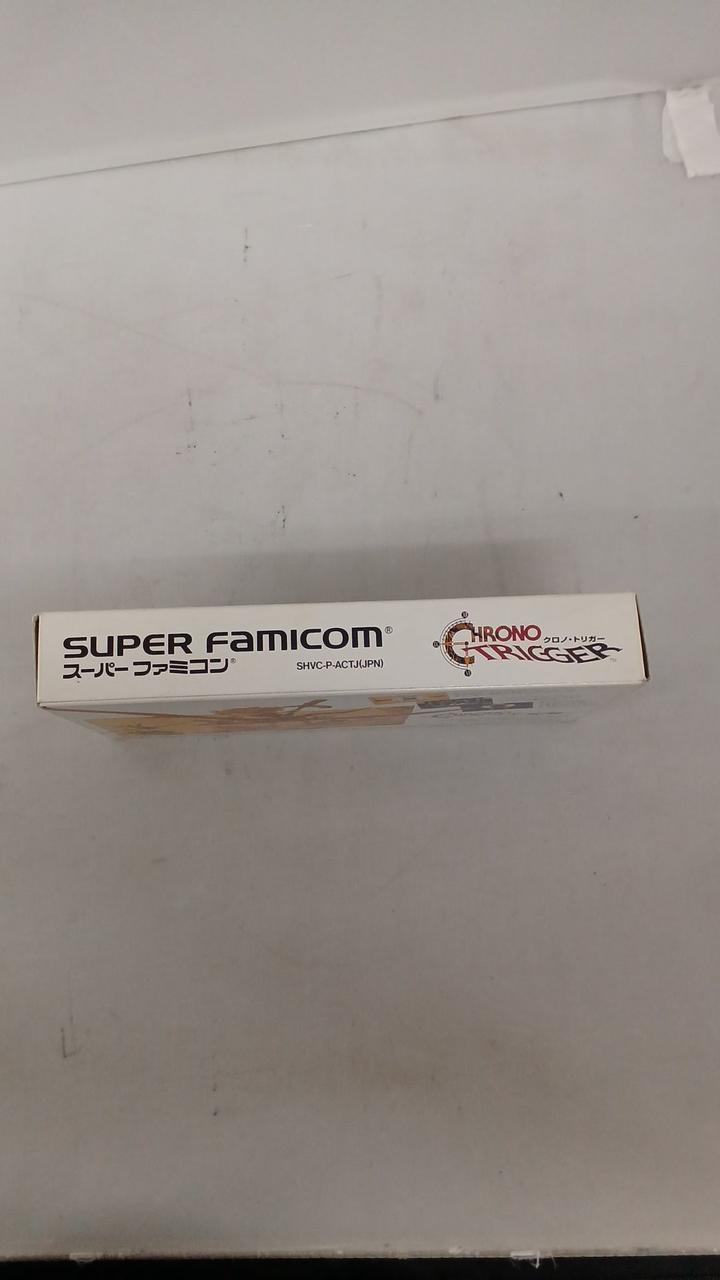 SUPER FAMICOM®
スーパーファミコン®
SHVC-P-ACTJ(JPN)
CHRONO
クロノ・トリガー
TRIGGER™